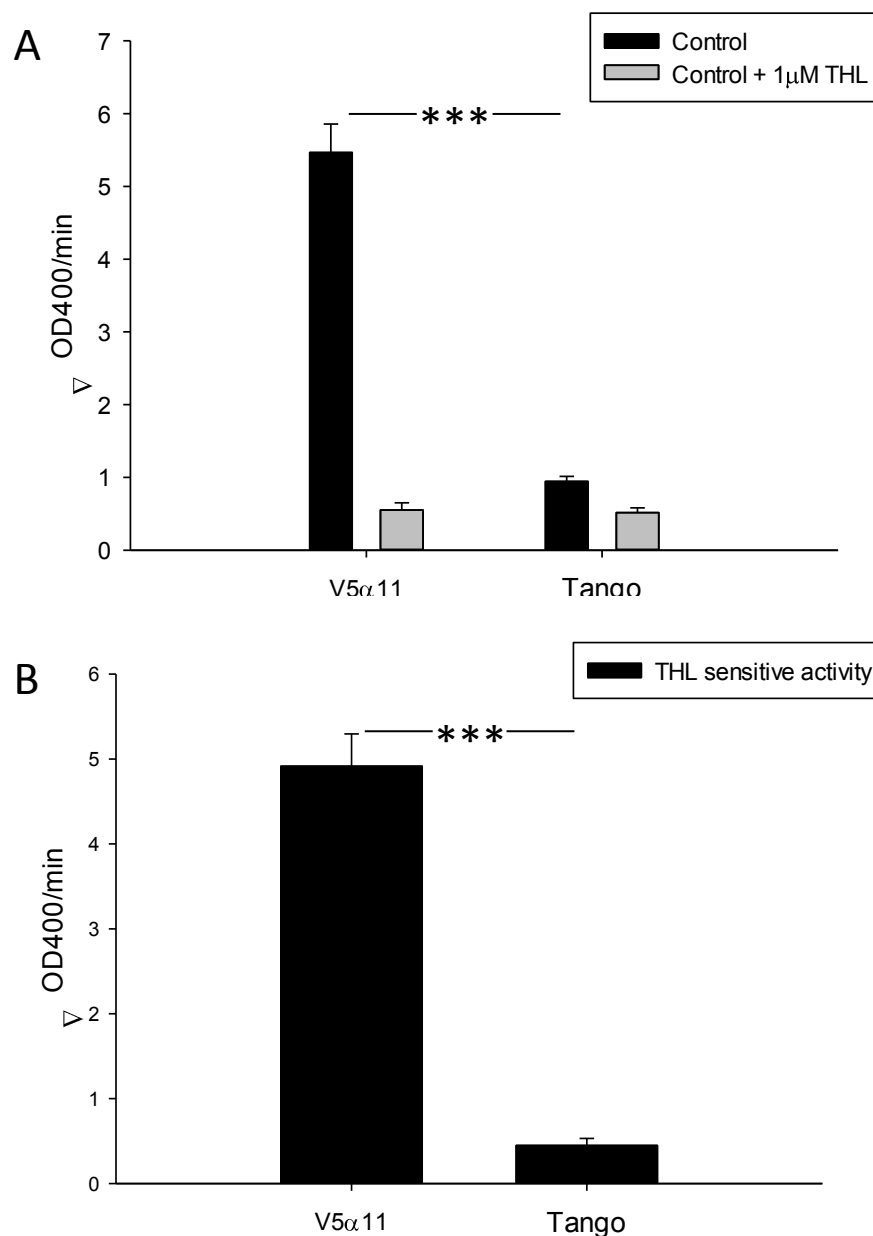 A
Control
Control + 1μM THL
7
6
5
4
3
2
1
0
∇ OD400/min
***
V5α11 Tango
B
THL sensitive activity
6
5
4
3
2
1
0
∇ OD400/min
***
V5α11 Tango